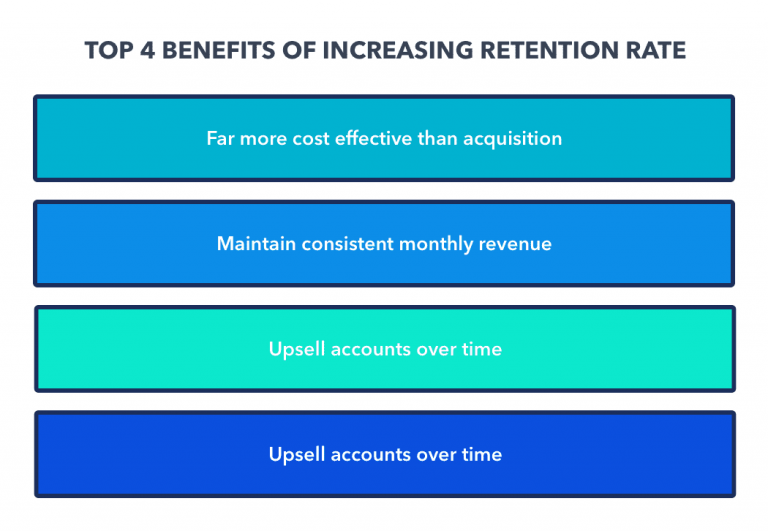 TOP 4 BENEFITS OF INCREASING RETENTION RATE
Far more cost effective than acquisition
Maintain consistent monthly revenue
Upsell accounts over time
Upsell accounts over time